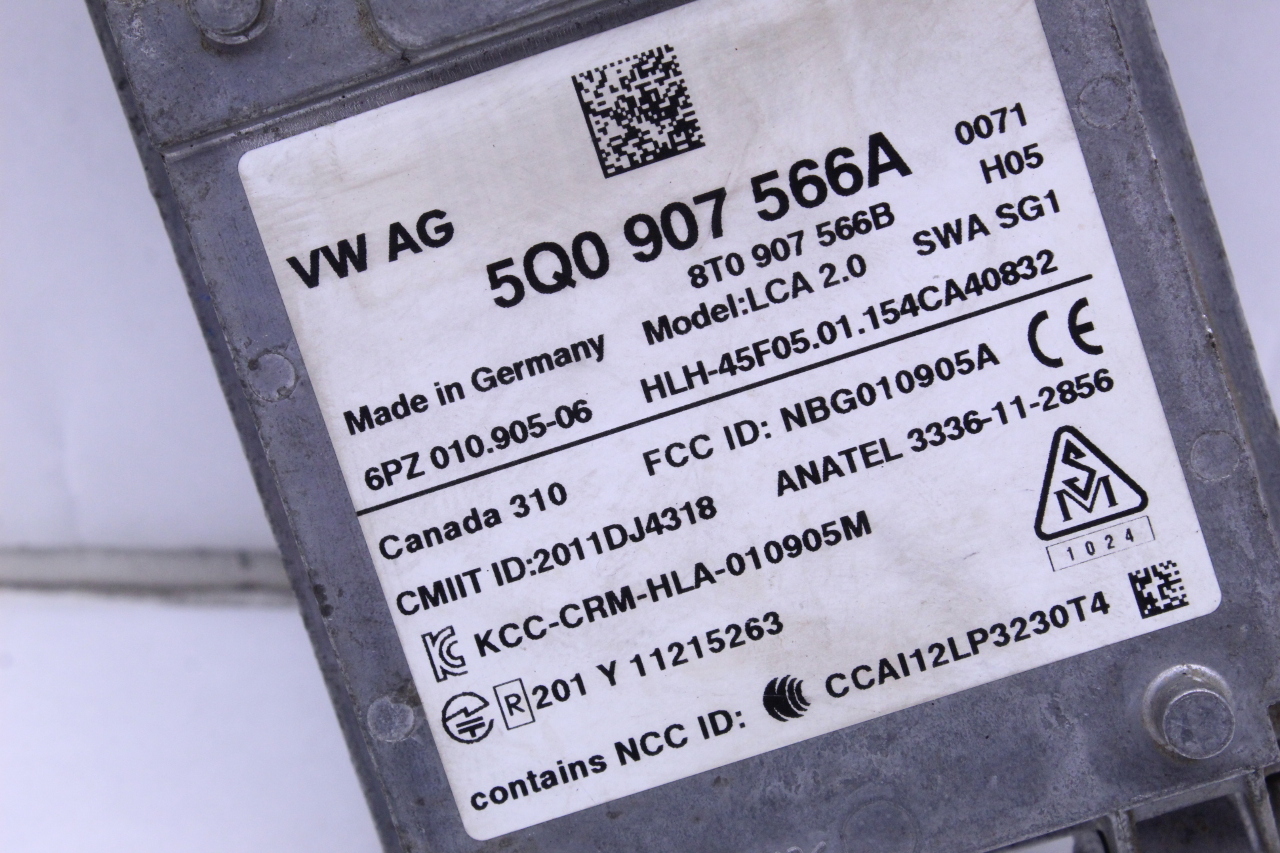 VW AG 5Q0 907 566A 0071
8T0 907 566B H05
Model:LCA 2.0 SWA SG1
Made in Germany
6PZ 010.905-06 HLH-45F05.01.154CA40832
Canada 310 FCC ID: NBG010905A CE
CMIIT ID:2011DJ4318 ANATEL 3336-11-2856
KCC-CRM-HLA-010905M
SM
1024
R 201 Y 11215263
contains NCC ID: CCAI12LP3230T4